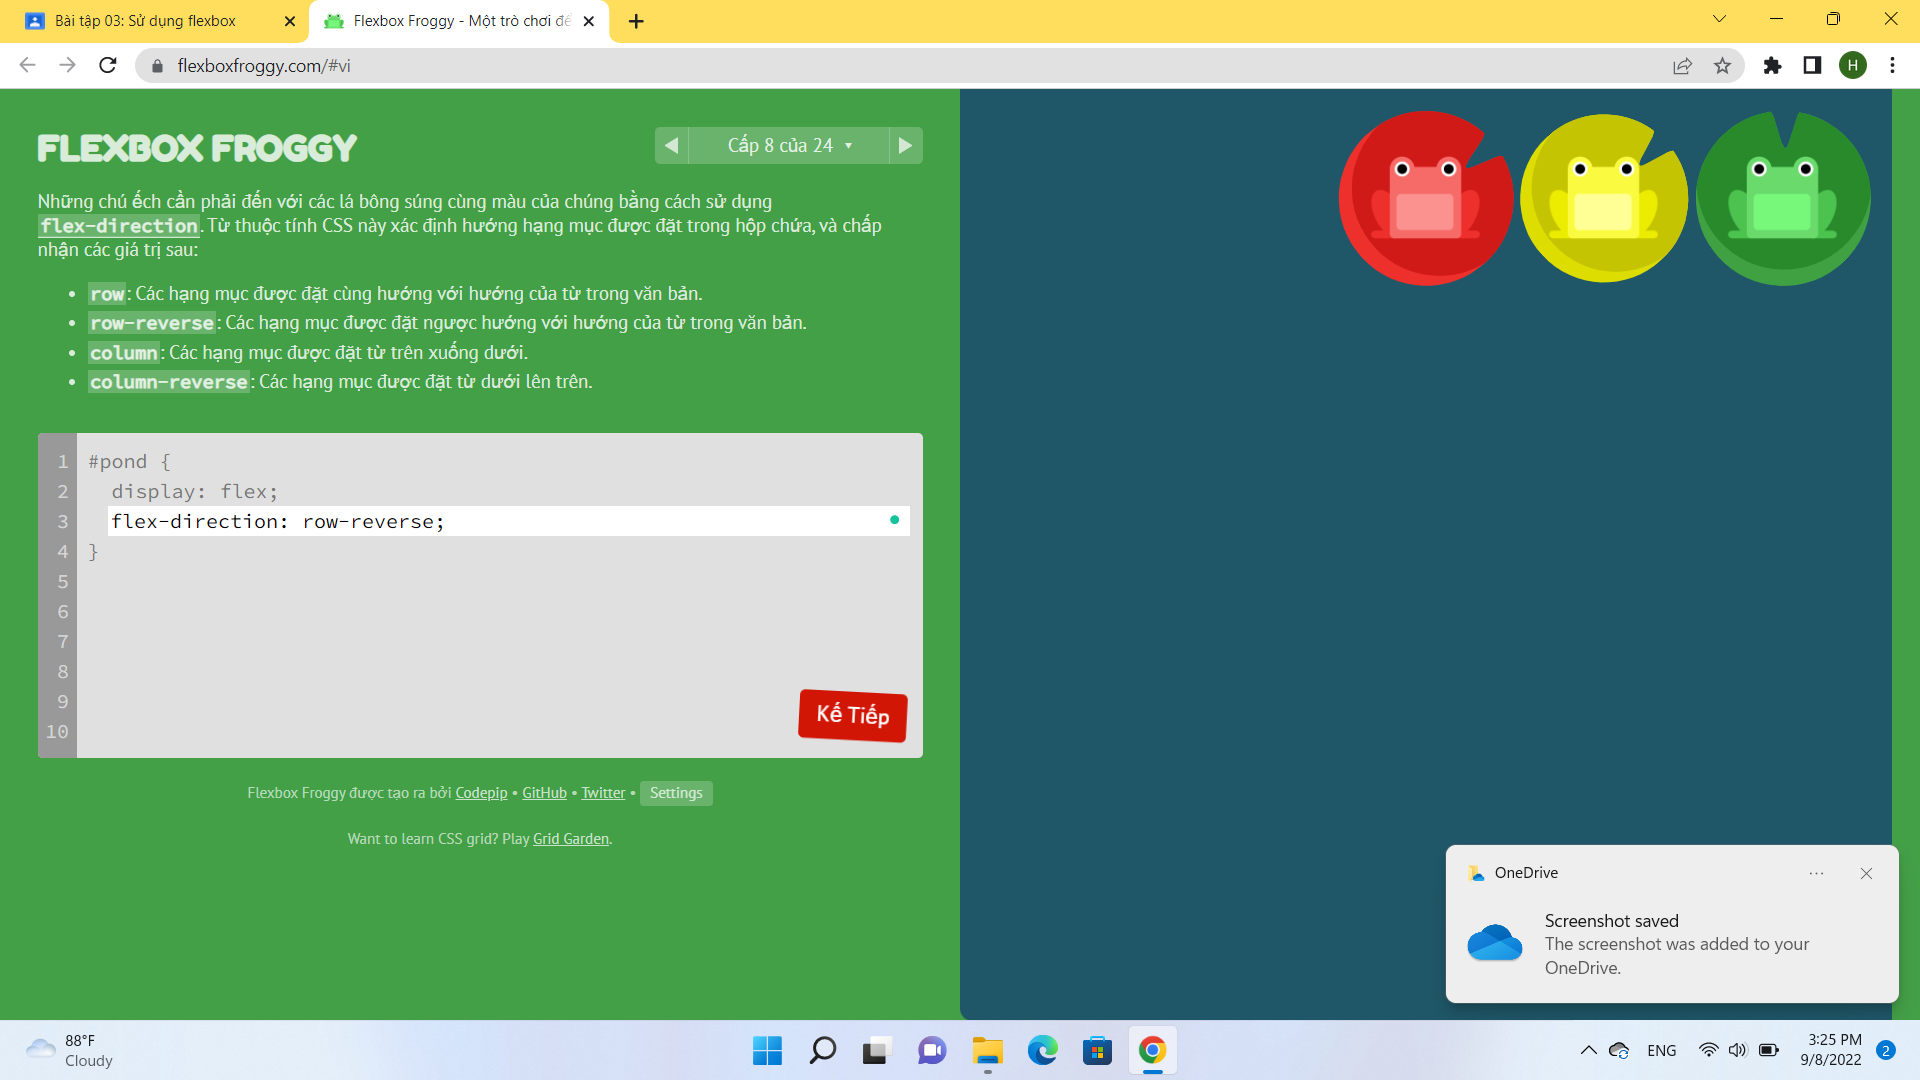 Bài tập 03: Sử dụng flexbox
Flexbox Froggy - Một trò chơi để
flexboxfroggy.com/#vi
H
FLEXBOX FROGGY
Cấp 8 của 24 ▼
Những chú ếch cần phải đến với các lá bông súng cùng màu của chúng bằng cách sử dụng
flex-direction. Từ thuộc tính CSS này xác định hướng hạng mục được đặt trong hộp chứa, và chấp
nhận các giá trị sau:
• row: Các hạng mục được đặt cùng hướng với hướng của từ trong văn bản.
• row-reverse: Các hạng mục được đặt ngược hướng với hướng của từ trong văn bản.
• column: Các hạng mục được đặt từ trên xuống dưới.
• column-reverse: Các hạng mục được đặt từ dưới lên trên.
1 #pond {
2 display: flex;
3 flex-direction: row-reverse;
4 }
5
6
7
8
9
10
Kế Tiếp
Flexbox Froggy được tạo ra bởi Codepip • GitHub • Twitter • Settings
Want to learn CSS grid? Play Grid Garden.
OneDrive
Screenshot saved
The screenshot was added to your
OneDrive.
88°F
Cloudy
ENG
3:25 PM
9/8/2022
2